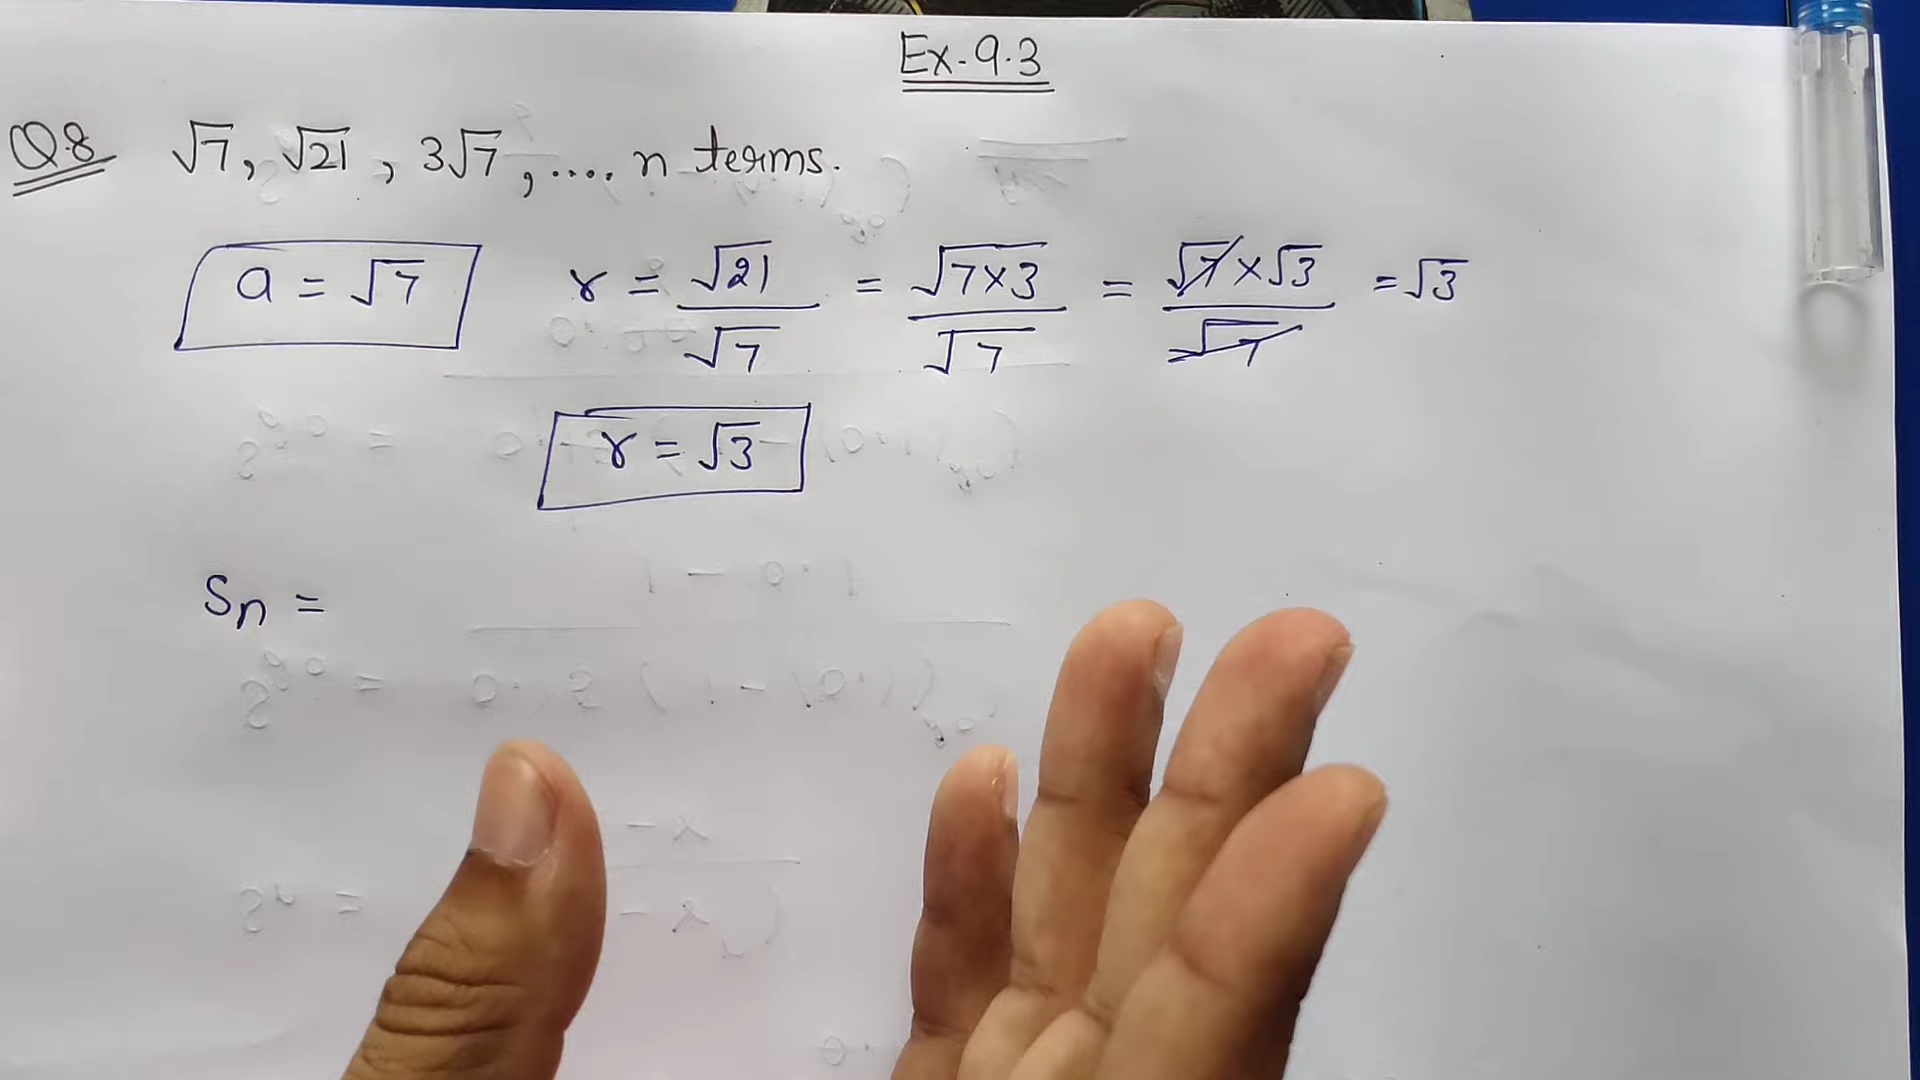 Ex-9.3
Q8 √7, √21, 3√7, .... n terms.
a = √7 r = √21/√7 = √(7×3)/√7 = (√7×√3)/√7 = √3
r = √3
Sn =